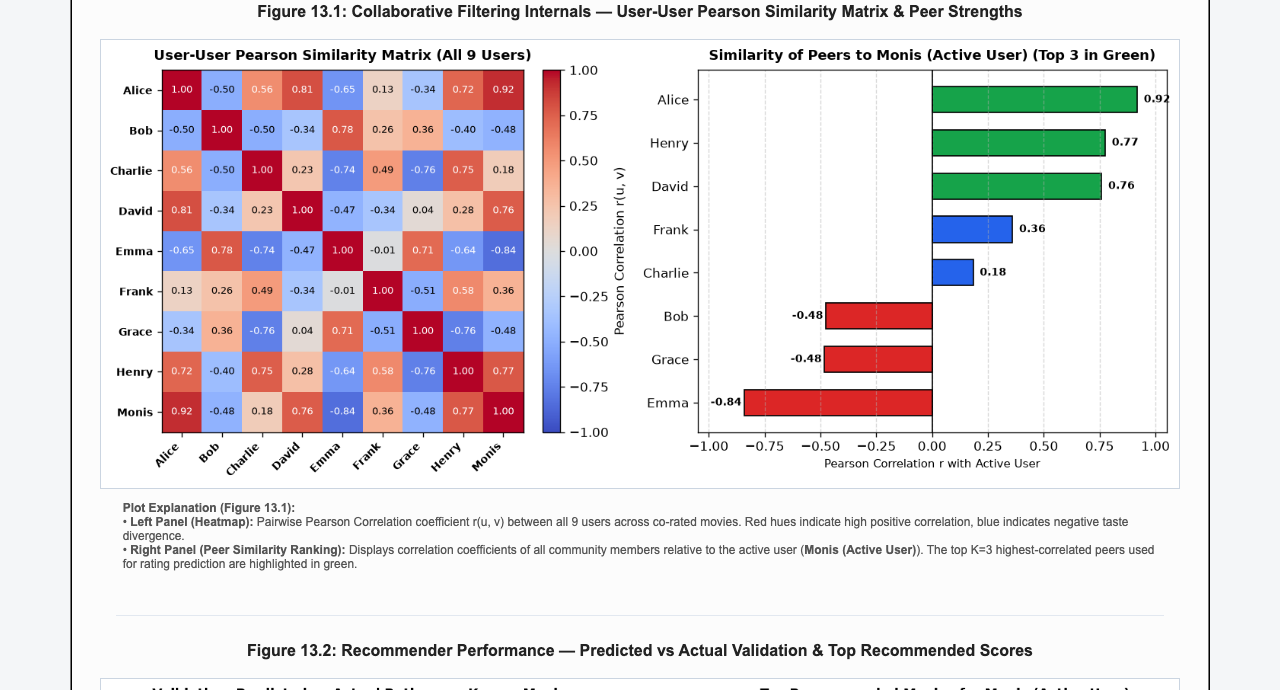 Figure 13.1: Collaborative Filtering Internals — User-User Pearson Similarity Matrix & Peer Strengths
User-User Pearson Similarity Matrix (All 9 Users)
Alice 1.00 -0.50 0.56 0.81 -0.65 0.13 -0.34 0.72 0.92
Bob -0.50 1.00 -0.50 -0.34 0.78 0.26 0.36 -0.40 -0.48
Charlie 0.56 -0.50 1.00 0.23 -0.74 0.49 -0.76 0.75 0.18
David 0.81 -0.34 0.23 1.00 -0.47 -0.34 0.04 0.28 0.76
Emma -0.65 0.78 -0.74 -0.47 1.00 -0.01 0.71 -0.64 -0.84
Frank 0.13 0.26 0.49 -0.34 -0.01 1.00 -0.51 0.58 0.36
Grace -0.34 0.36 -0.76 0.04 0.71 -0.51 1.00 -0.76 -0.48
Henry 0.72 -0.40 0.75 0.28 -0.64 0.58 -0.76 1.00 0.77
Monis 0.92 -0.48 0.18 0.76 -0.84 0.36 -0.48 0.77 1.00
Alice Bob Charlie David Emma Frank Grace Henry Monis
1.00
0.75
0.50
0.25
0.00
−0.25
−0.50
−0.75
−1.00
Pearson Correlation r(u, v)
Similarity of Peers to Monis (Active User) (Top 3 in Green)
Alice 0.92
Henry 0.77
David 0.76
Frank 0.36
Charlie 0.18
Bob -0.48
Grace -0.48
Emma -0.84
−1.00 −0.75 −0.50 −0.25 0.00 0.25 0.50 0.75 1.00
Pearson Correlation r with Active User
Plot Explanation (Figure 13.1):
• Left Panel (Heatmap): Pairwise Pearson Correlation coefficient r(u, v) between all 9 users across co-rated movies. Red hues indicate high positive correlation, blue indicates negative taste
divergence.
• Right Panel (Peer Similarity Ranking): Displays correlation coefficients of all community members relative to the active user (Monis (Active User)). The top K=3 highest-correlated peers used
for rating prediction are highlighted in green.
Figure 13.2: Recommender Performance — Predicted vs Actual Validation & Top Recommended Scores